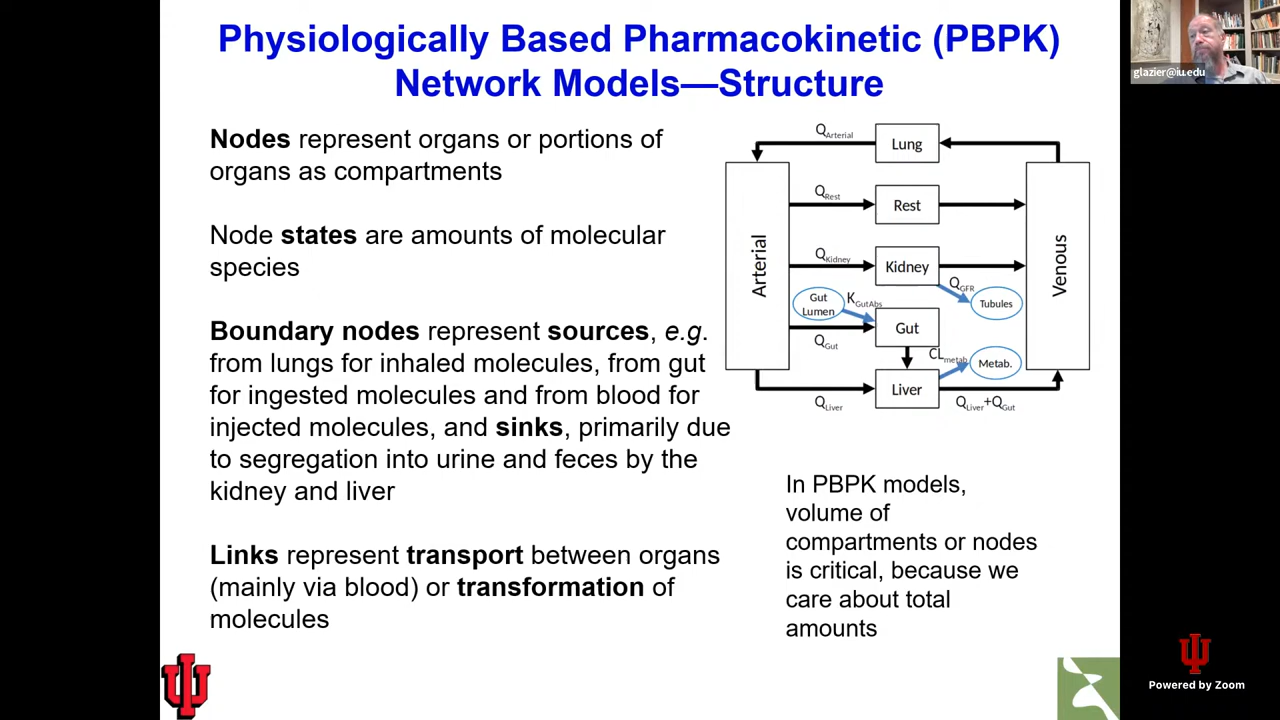 Physiologically Based Pharmacokinetic (PBPK)
Network Models—Structure
glazier@iu.edu
Nodes represent organs or portions of
organs as compartments
Node states are amounts of molecular
species
Boundary nodes represent sources, e.g.
from lungs for inhaled molecules, from gut
for ingested molecules and from blood for
injected molecules, and sinks, primarily due
to segregation into urine and feces by the
kidney and liver
Links represent transport between organs
(mainly via blood) or transformation of
molecules
QArterial
Lung
QRest
Rest
Arterial
Venous
QKidney
Kidney
QGFR
Tubules
Gut
Lumen
KGutAbs
Gut
QGut
CLmetab
Metab.
Liver
QLiver
QLiver+QGut
In PBPK models,
volume of
compartments or nodes
is critical, because we
care about total
amounts
Powered by Zoom